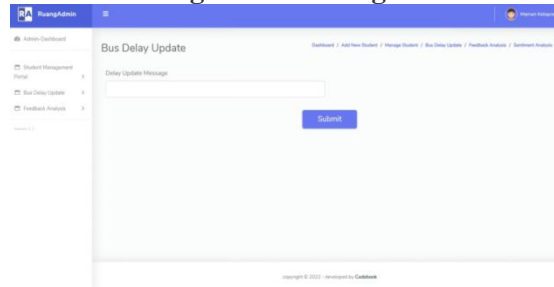 RA RuangAdmin
Admin-Dashboard
Student Management Portal
Bus Delay Update
Feedback Analysis
Bus Delay Update
Dashboard / Add New Student / Manage Student / Bus Delay Update / Feedback Analysis / Sentiment Analysis
Delay Update Message
Submit
copyright © 2022 - developed by Codebook